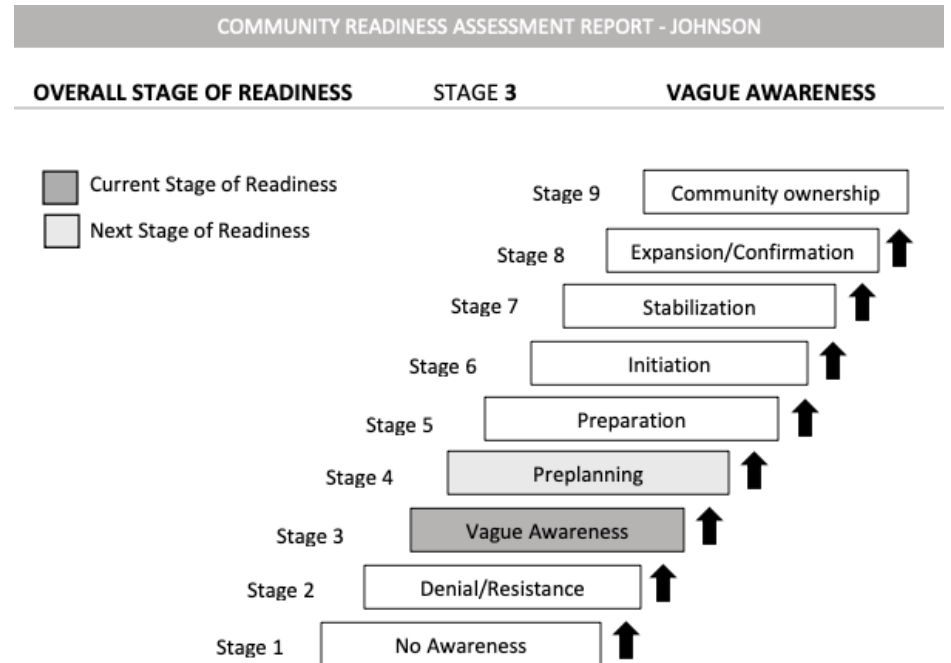 COMMUNITY READINESS ASSESSMENT REPORT - JOHNSON
OVERALL STAGE OF READINESS STAGE 3 VAGUE AWARENESS
Current Stage of Readiness
Next Stage of Readiness
Stage 9 Community ownership
Stage 8 Expansion/Confirmation
Stage 7 Stabilization
Stage 6 Initiation
Stage 5 Preparation
Stage 4 Preplanning
Stage 3 Vague Awareness
Stage 2 Denial/Resistance
Stage 1 No Awareness